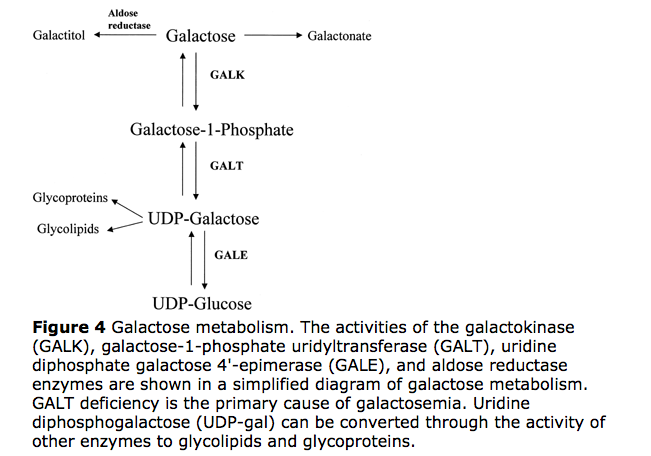 Aldose
reductase
Galactitol Galactose Galactonate
GALK
Galactose-1-Phosphate
GALT
Glycoproteins
UDP-Galactose
Glycolipids
GALE
UDP-Glucose
Figure 4 Galactose metabolism. The activities of the galactokinase
(GALK), galactose-1-phosphate uridyltransferase (GALT), uridine
diphosphate galactose 4'-epimerase (GALE), and aldose reductase
enzymes are shown in a simplified diagram of galactose metabolism.
GALT deficiency is the primary cause of galactosemia. Uridine
diphosphogalactose (UDP-gal) can be converted through the activity of
other enzymes to glycolipids and glycoproteins.